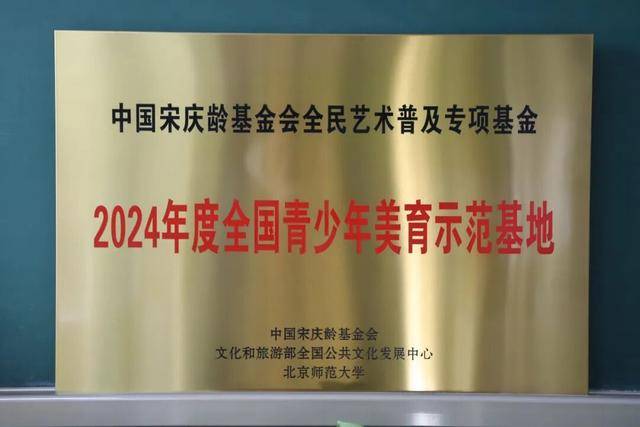 中国宋庆龄基金会全民艺术普及专项基金
2024年度全国青少年美育示范基地
中国宋庆龄基金会
文化和旅游部全国公共文化发展中心
北京师范大学